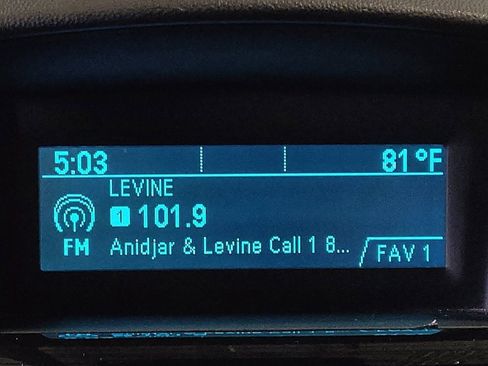 5:03 81°F
LEVINE
1 101.9
FM Anidjar & Levine Call 1 8...
FAV 1